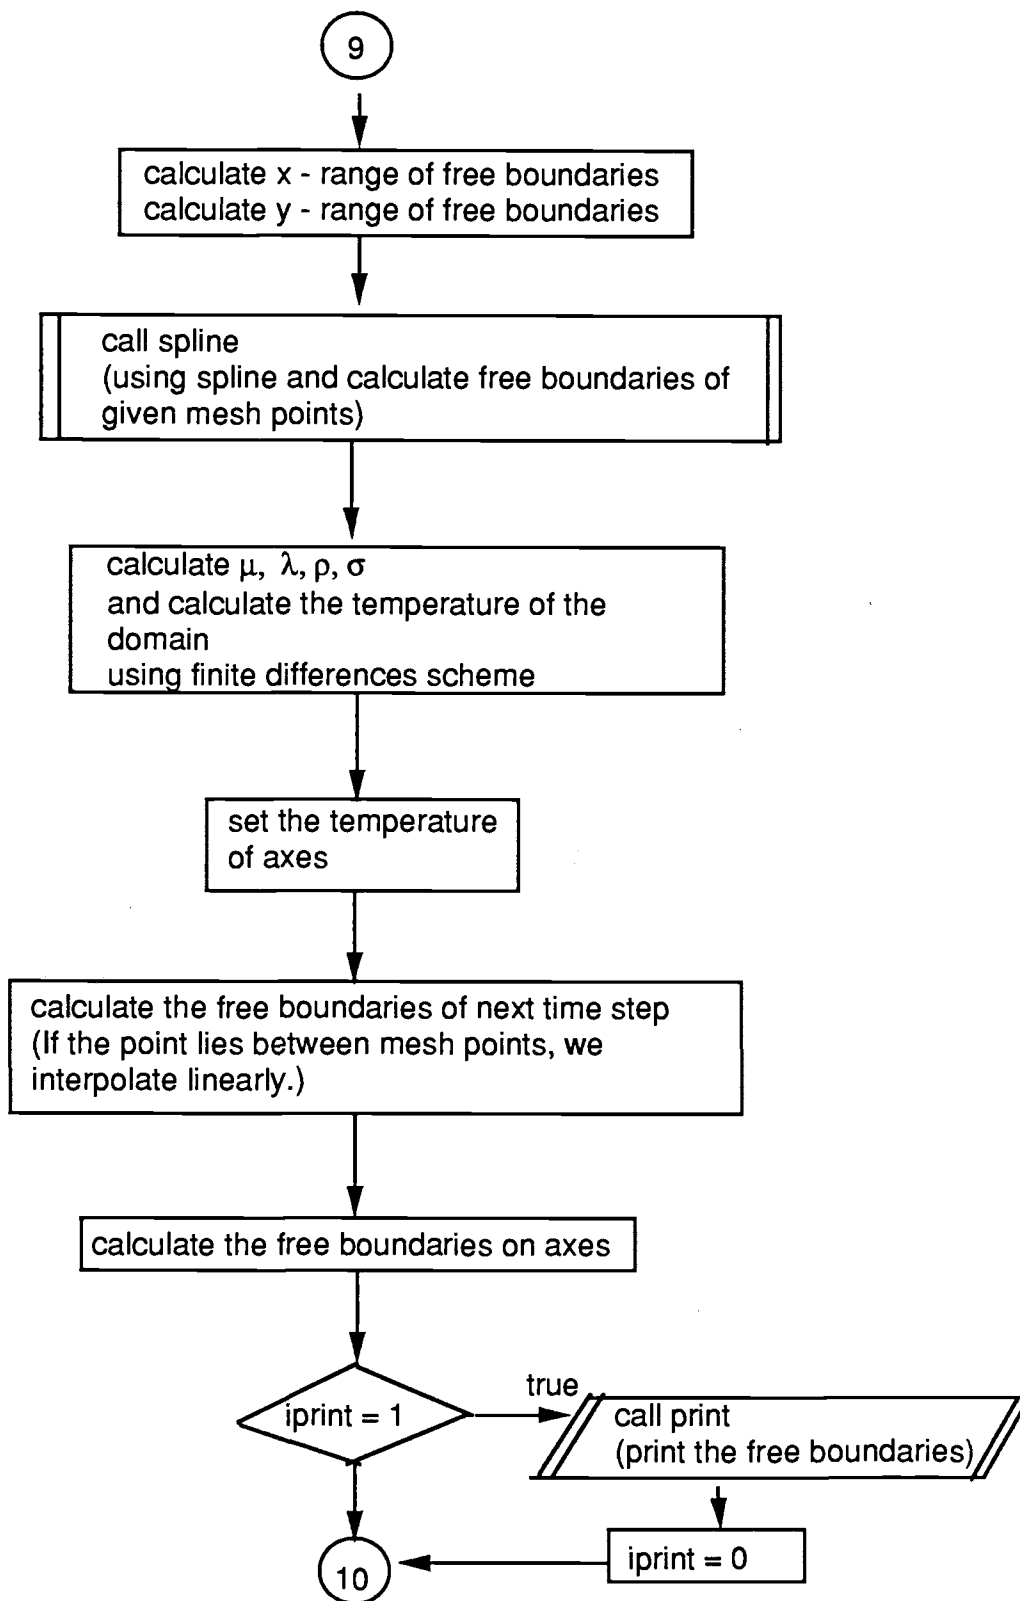 9
calculate x - range of free boundaries
calculate y - range of free boundaries
call spline
(using spline and calculate free boundaries of
given mesh points)
calculate μ, λ, ρ, σ
and calculate the temperature of the
domain
using finite differences scheme
set the temperature
of axes
calculate the free boundaries of next time step
(If the point lies between mesh points, we
interpolate linearly.)
calculate the free boundaries on axes
iprint = 1
true
call print
(print the free boundaries)
iprint = 0
10